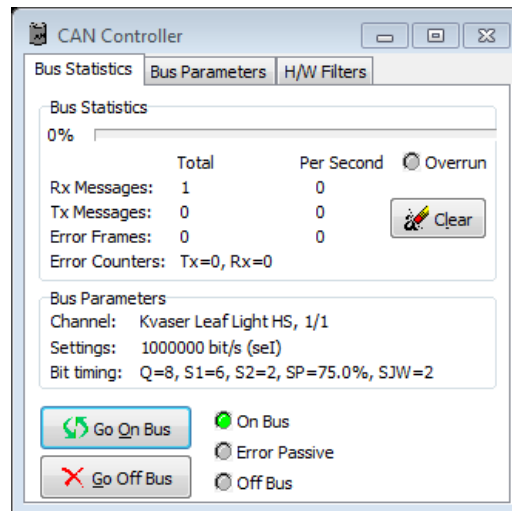 CAN Controller
Bus Statistics Bus Parameters H/W Filters
Bus Statistics
0%
Total Per Second Overrun
Rx Messages: 1 0
Tx Messages: 0 0
Clear
Error Frames: 0 0
Error Counters: Tx=0, Rx=0
Bus Parameters
Channel: Kvaser Leaf Light HS, 1/1
Settings: 1000000 bit/s (seI)
Bit timing: Q=8, S1=6, S2=2, SP=75.0%, SJW=2
Go On Bus
On Bus
Error Passive
Go Off Bus
Off Bus